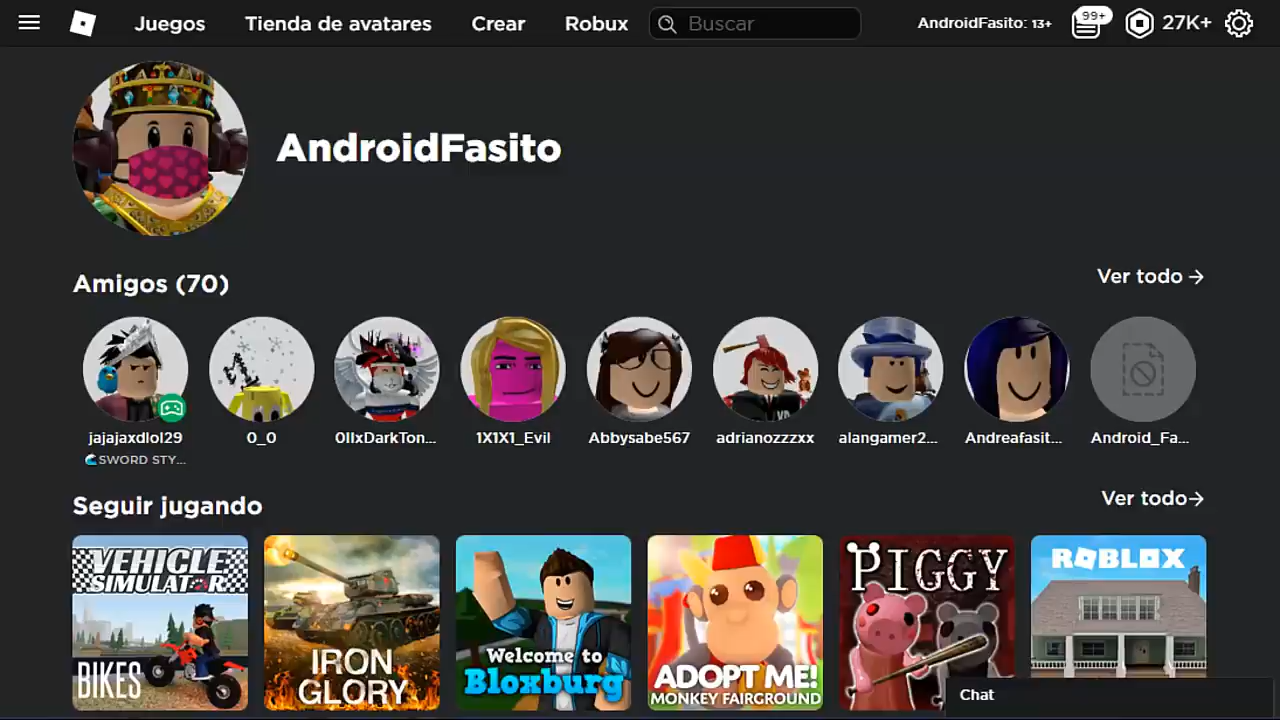 Juegos Tienda de avatares Crear Robux Buscar AndroidFasito: 13+ 99+ 27K+
AndroidFasito
Amigos (70) Ver todo
jajajaxdlol29 0_0 0IIxDarkTon... 1X1X1_Evil Abbysabe567 adrianozzzxx alangamer2... Andreafasit... Android_Fa...
SWORD STY...
Seguir jugando Ver todo
VEHICLE
SIMULATOR
BIKES
IRON
GLORY
Welcome to
Bloxburg
ADOPT ME!
MONKEY FAIRGROUND
PIGGY
ROBLOX
Chat